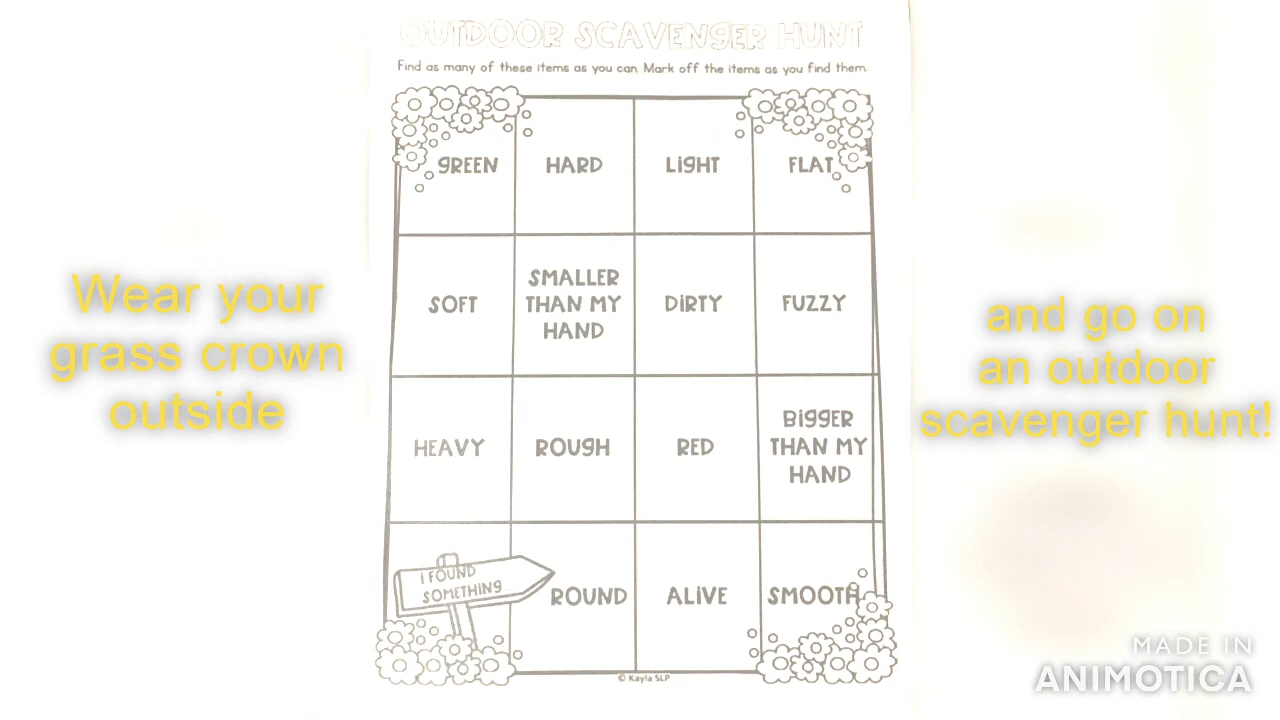 OUTDOOR SCAVENGER HUNT
Find as many of these items as you can. Mark off the items as you find them.
GREEN HARD LIGHT FLAT
SOFT SMALLER THAN MY HAND DIRTY FUZZY
HEAVY ROUGH RED BIGGER THAN MY HAND
I FOUND SOMETHING ROUND ALIVE SMOOTH
© Kayla SLP
Wear your
grass crown
outside
and go on
an outdoor
scavenger hunt!
MADE IN
ANIMOTICA